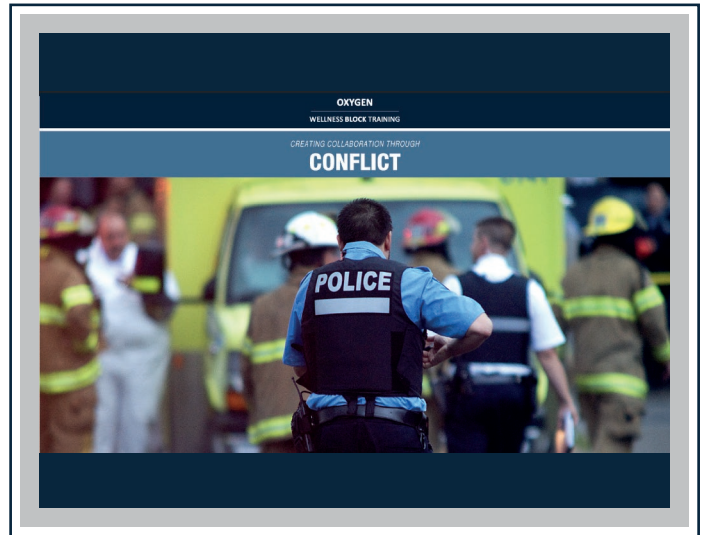 OXYGEN
WELLNESS BLOCK TRAINING
CREATING COLLABORATION THROUGH
CONFLICT
POLICE